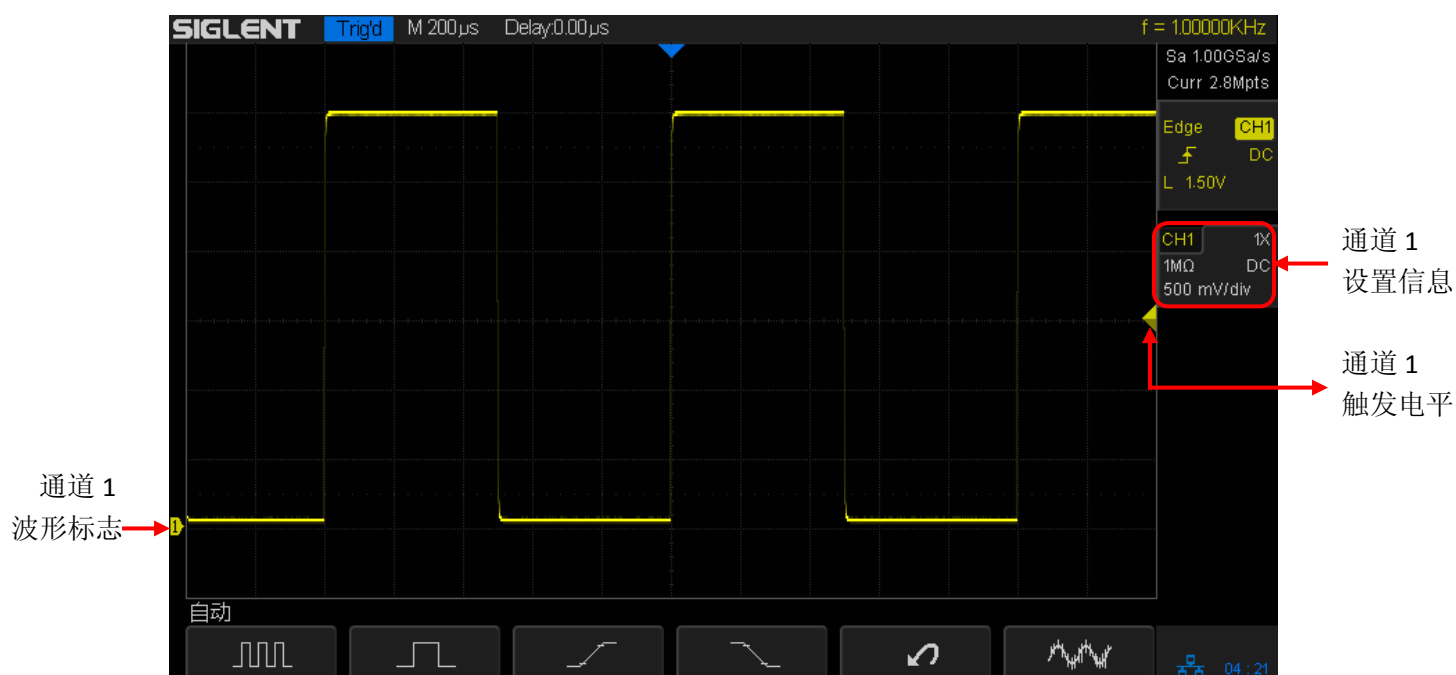 SIGLENT Trig'd M 200μs Delay:0.00μs f = 1.00000KHz
Sa 1.00GSa/s
Curr 2.8Mpts
Edge CH1
DC
L 1.50V
CH1 1X
1MΩ DC
500 mV/div
通道 1
设置信息
通道 1
触发电平
通道 1
波形标志
1
自动
04:21